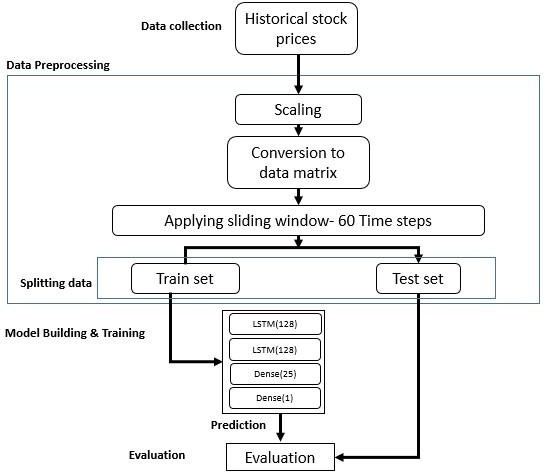 Data collection
Historical stock
prices
Data Preprocessing
Scaling
Conversion to
data matrix
Applying sliding window- 60 Time steps
Splitting data
Train set
Test set
Model Building & Training
LSTM(128)
LSTM(128)
Dense(25)
Dense(1)
Prediction
Evaluation
Evaluation